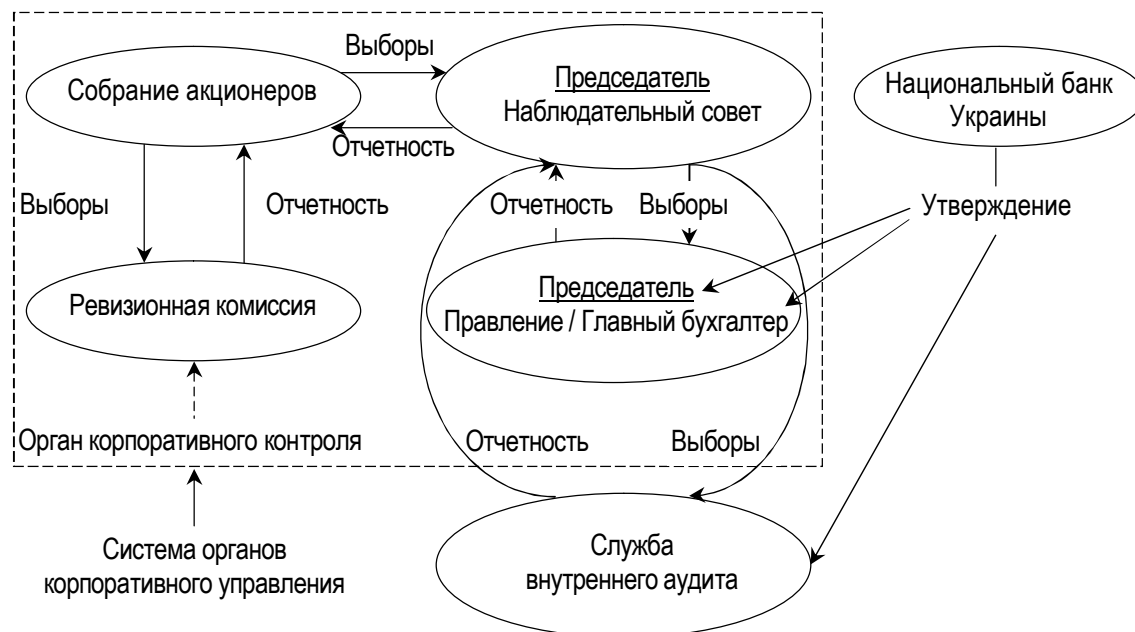 Выборы
Собрание акционеров
Председатель
Наблюдательный совет
Национальный банк
Украины
Отчетность
Выборы
Отчетность
Отчетность
Выборы
Утверждение
Ревизионная комиссия
Председатель
Правление / Главный бухгалтер
Орган корпоративного контроля
Отчетность
Выборы
Система органов
корпоративного управления
Служба
внутреннего аудита